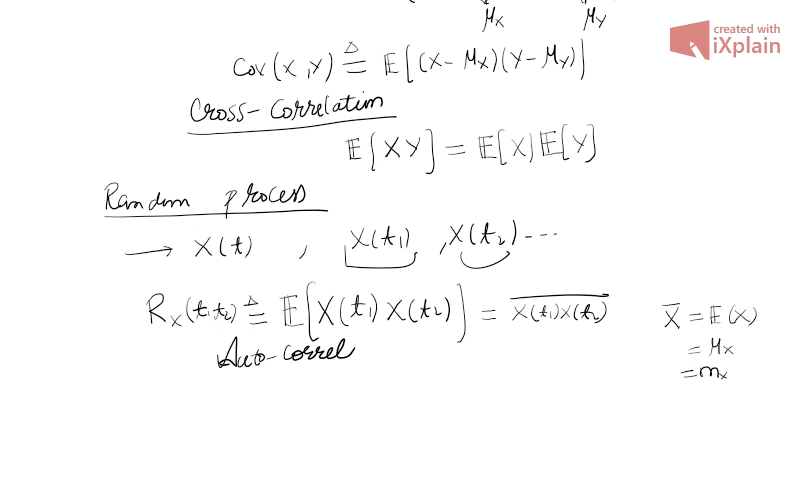 μx μy
created with
iXplain
Cov(X,Y) ≜ E[(X-μx)(Y-μy)]
Cross-Correlation
E[XY] = E[X]E[Y]
Random process
→ X(t) , X(t1) , X(t2) ---
Rx(t1,t2) ≜ E[X(t1) X(t2)] = \overline{X(t1)X(t2)}
Auto-correl
X̄ = E(X)
= μx
= mx